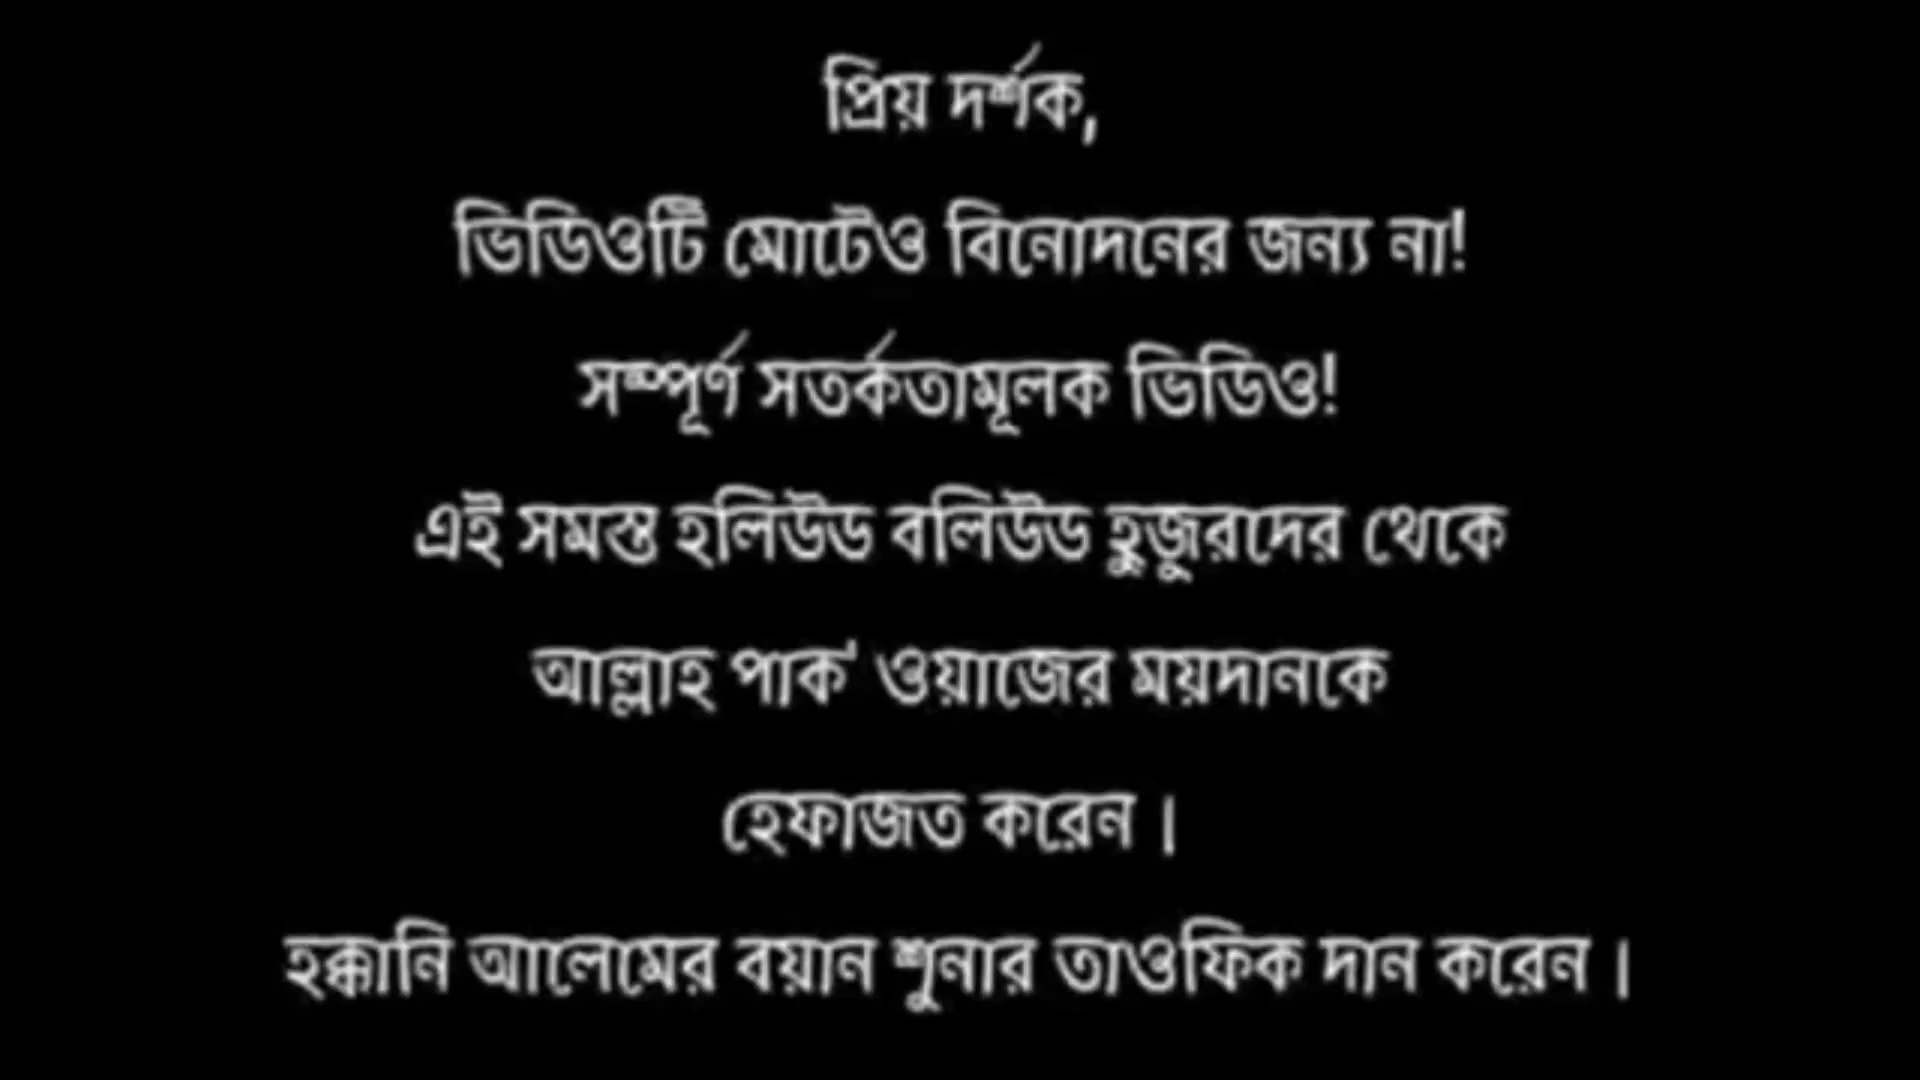 প্রিয় দর্শক,
ভিডিওটি মোটেও বিনোদনের জন্য না!
সম্পূর্ণ সতর্কতামূলক ভিডিও!
এই সমস্ত হলিউড বলিউড হুজুরদের থেকে
আল্লাহ পাক' ওয়াজের ময়দানকে
হেফাজত করেন ।
হক্কানি আলেমের বয়ান শুনার তাওফিক দান করেন ।